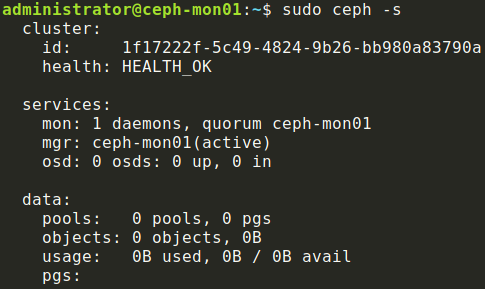 administrator@ceph-mon01:~$ sudo ceph -s
cluster:
id: 1f17222f-5c49-4824-9b26-bb980a83790a
health: HEALTH_OK
services:
mon: 1 daemons, quorum ceph-mon01
mgr: ceph-mon01(active)
osd: 0 osds: 0 up, 0 in
data:
pools: 0 pools, 0 pgs
objects: 0 objects, 0B
usage: 0B used, 0B / 0B avail
pgs: